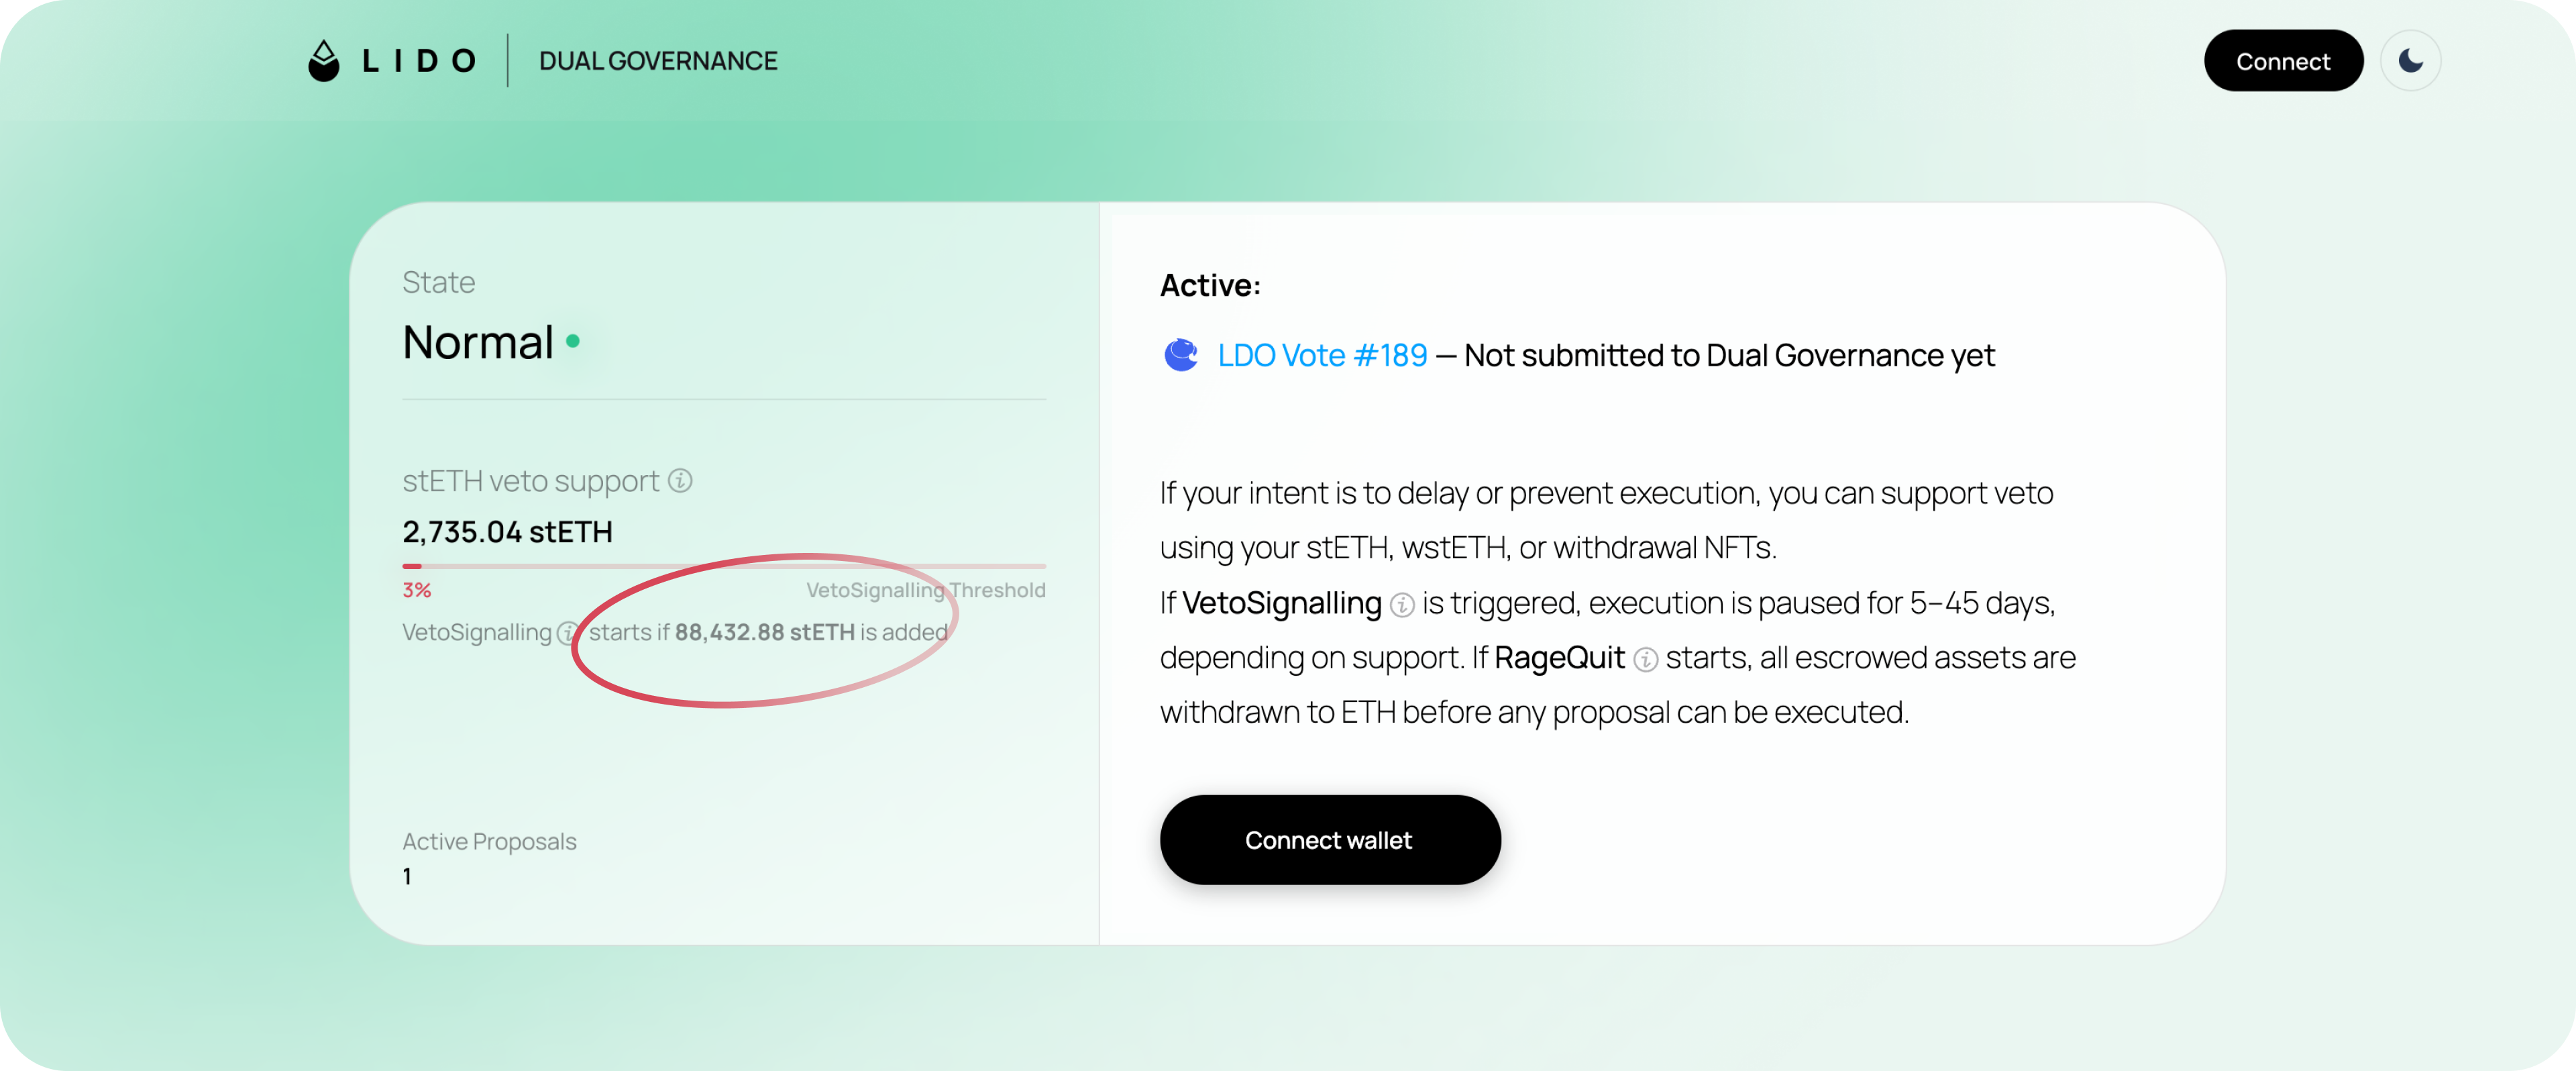 LIDO
DUAL GOVERNANCE
Connect
State
Normal
stETH veto support
2,735.04 stETH
3%
VetoSignalling Threshold
VetoSignalling starts if 88,432.88 stETH is added
Active Proposals
1
Active:
LDO Vote #189 — Not submitted to Dual Governance yet
If your intent is to delay or prevent execution, you can support veto
using your stETH, wstETH, or withdrawal NFTs.
If VetoSignalling is triggered, execution is paused for 5–45 days,
depending on support. If RageQuit starts, all escrowed assets are
withdrawn to ETH before any proposal can be executed.
Connect wallet